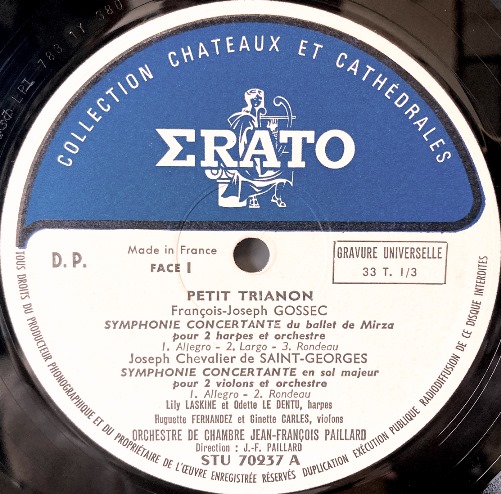 COLLECTION CHATEAUX ET CATHÉDRALES
ΣRATO
D. P.
Made in France
FACE I
GRAVURE UNIVERSELLE
33 T. 1/3
PETIT TRIANON
François-Joseph GOSSEC
SYMPHONIE CONCERTANTE du ballet de Mirza
pour 2 harpes et orchestre
1. Allegro - 2. Largo - 3. Rondeau
Joseph Chevalier de SAINT-GEORGES
SYMPHONIE CONCERTANTE en sol majeur
pour 2 violons et orchestre
1. Allegro - 2. Rondeau
Lily LASKINE et Odette LE DENTU, harpes
Huguette FERNANDEZ et Ginette CARLES, violons
ORCHESTRE DE CHAMBRE JEAN-FRANÇOIS PAILLARD
Direction : J.-F. PAILLARD
STU 70237 A
TOUS DROITS DU PRODUCTEUR PHONOGRAPHIQUE ET DU PROPRIÉTAIRE DE L'ŒUVRE ENREGISTRÉE RÉSERVÉS DUPLICATION EXÉCUTION PUBLIQUE RADIODIFFUSION DE CE DISQUE INTERDITES